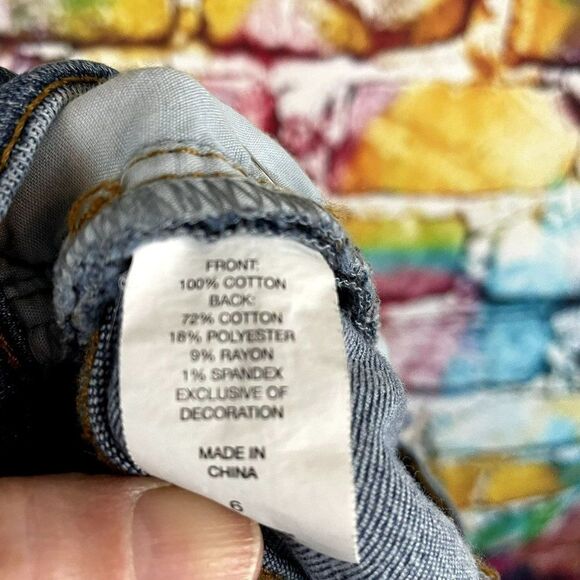 FRONT:
100% COTTON
BACK:
72% COTTON
18% POLYESTER
9% RAYON
1% SPANDEX
EXCLUSIVE OF
DECORATION
MADE IN
CHINA
6